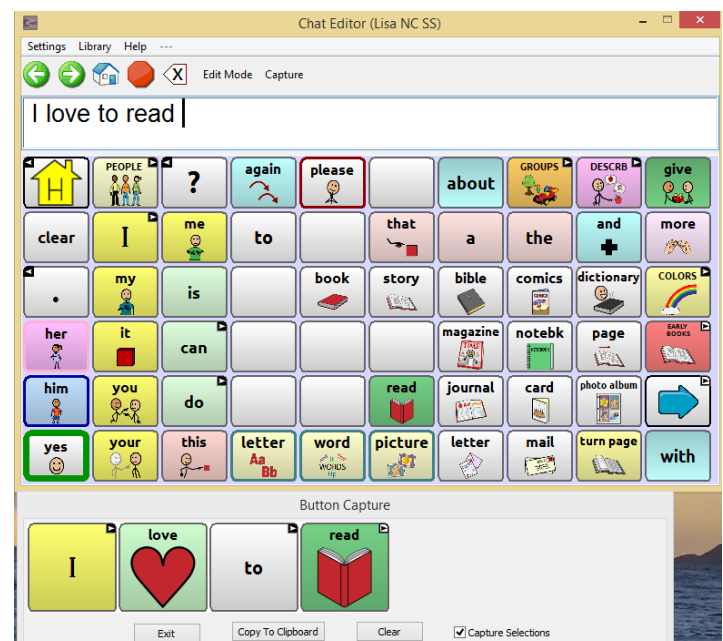 Chat Editor (Lisa NC SS)
Settings Library Help ---
X Edit Mode Capture
I love to read
H PEOPLE ? again please about GROUPS DESCRB give
clear I me to that a the and more
. my is book story bible comics dictionary COLORS
her it can magazine notebk page EARLY BOOKS
him you do read journal card photo album
yes your this letter word picture letter mail turn page with
Button Capture
I love to read
Exit Copy To Clipboard Clear Capture Selections